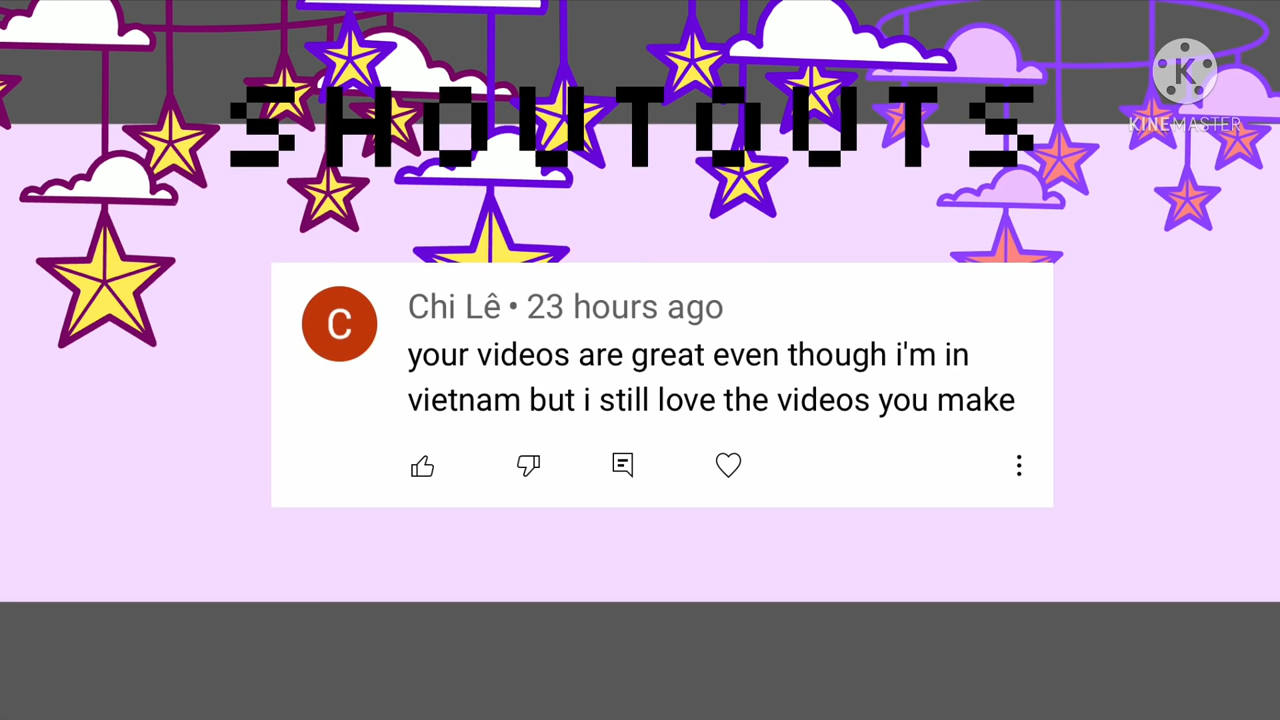 SHOUTOUTS
K
KINEMASTER
C
Chi Lê • 23 hours ago
your videos are great even though i'm in
vietnam but i still love the videos you make